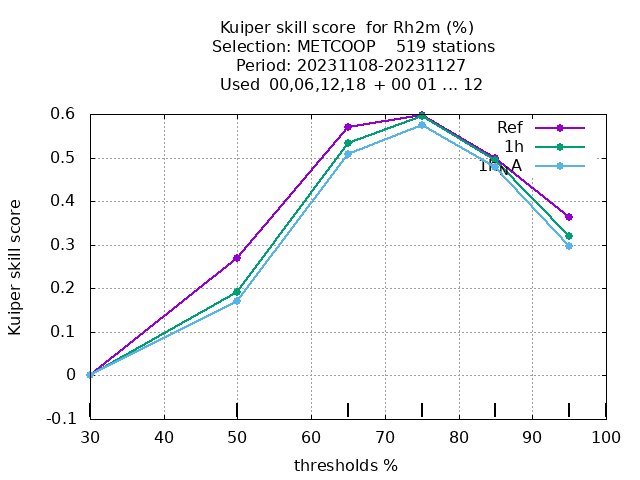 Kuiper skill score for Rh2m (%)
Selection: METCOOP 519 stations
Period: 20231108-20231127
Used 00,06,12,18 + 00 01 ... 12
Kuiper skill score
0.6
0.5
0.4
0.3
0.2
0.1
0
-0.1
Ref
1h
30 40 50 60 70 80 90 100
thresholds %